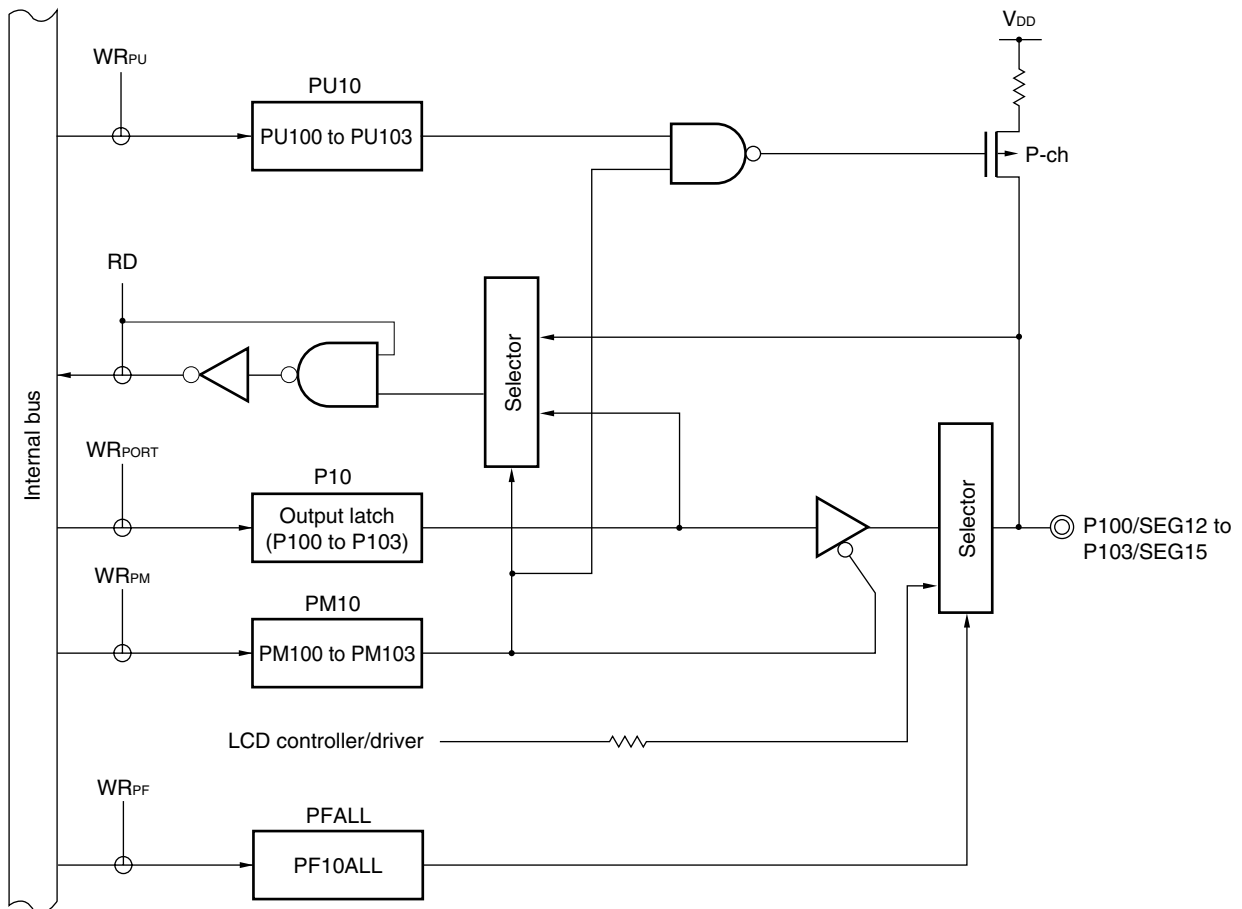 VDD
WRPU
PU10
PU100 to PU103
P-ch
RD
Selector
Internal bus
WRPORT
P10
Output latch
(P100 to P103)
Selector
P100/SEG12 to
P103/SEG15
WRPM
PM10
PM100 to PM103
LCD controller/driver
WRPF
PFALL
PF10ALL